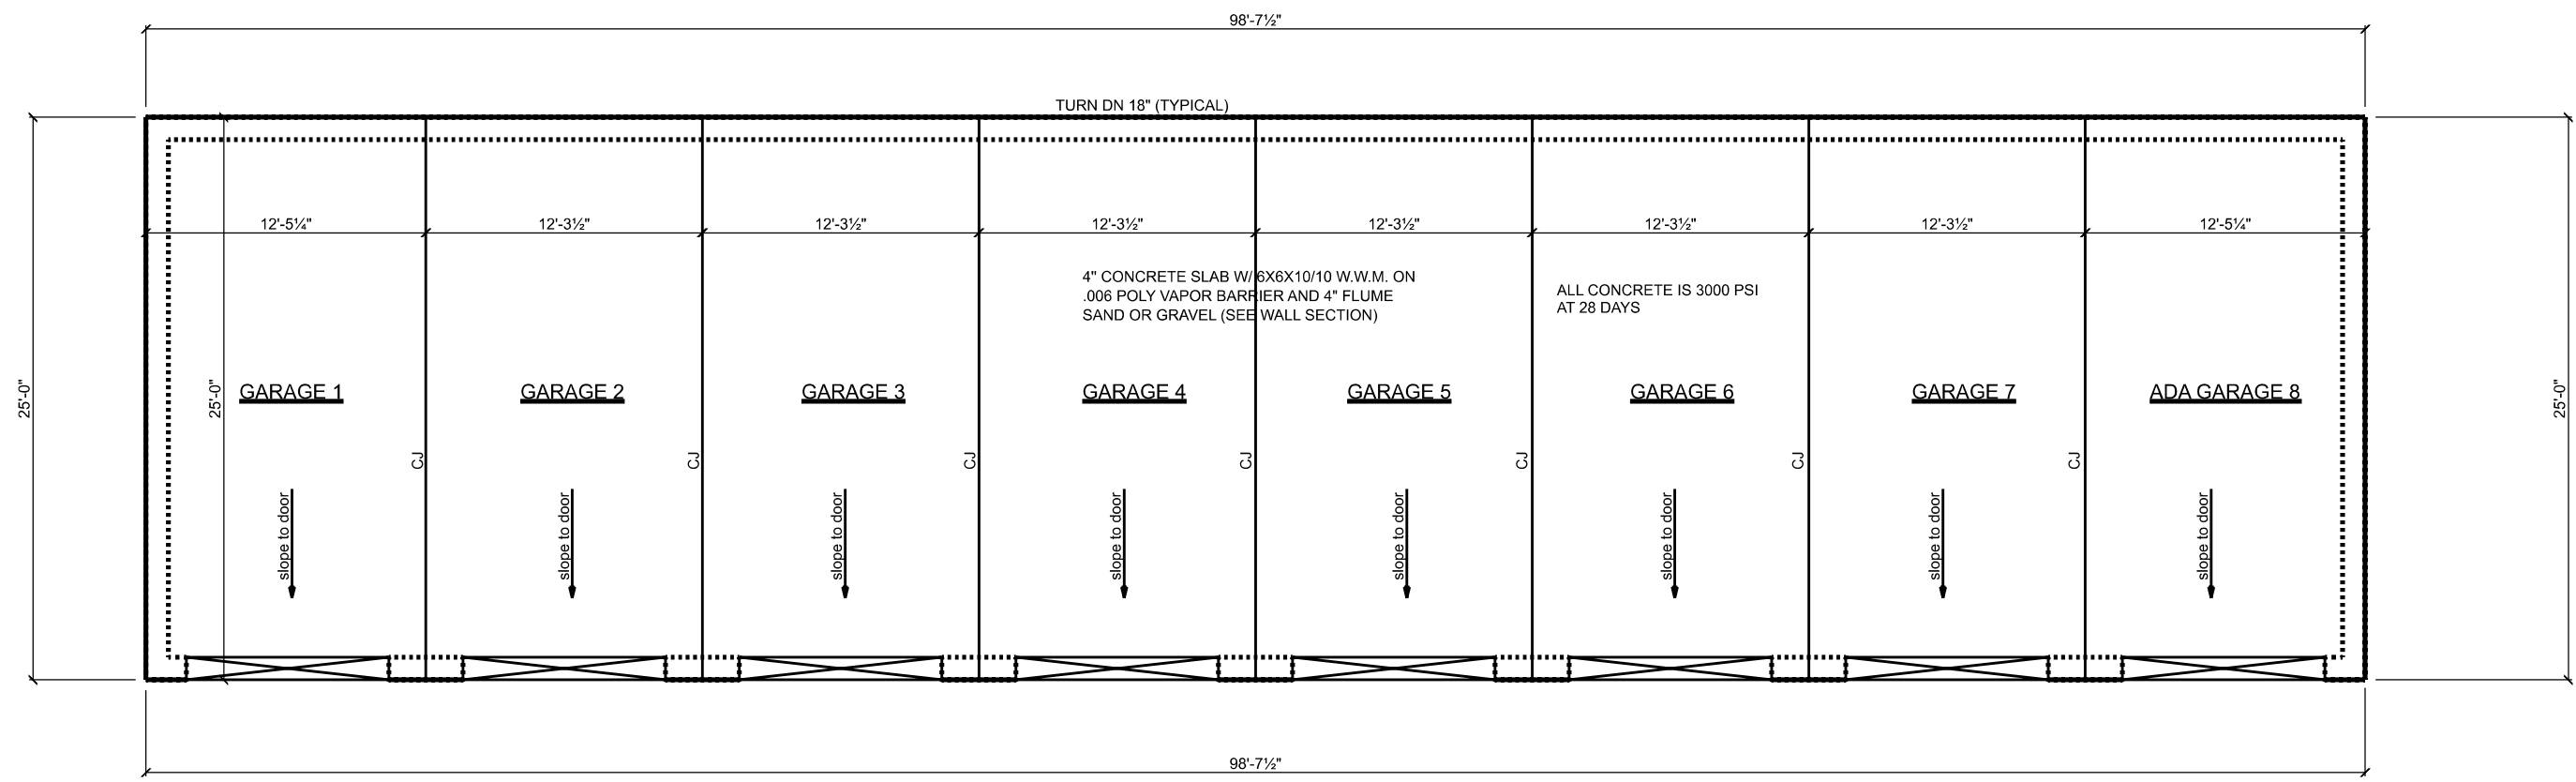 98'-7½"
TURN DN 18" (TYPICAL)
12'-5¼"
12'-3½"
12'-3½"
12'-3½"
12'-3½"
12'-3½"
12'-3½"
12'-5¼"
4" CONCRETE SLAB W/ 6X6X10/10 W.W.M. ON
.006 POLY VAPOR BARRIER AND 4" FLUME
SAND OR GRAVEL (SEE WALL SECTION)
ALL CONCRETE IS 3000 PSI
AT 28 DAYS
25'-0"
25'-0"
GARAGE 1
GARAGE 2
GARAGE 3
GARAGE 4
GARAGE 5
GARAGE 6
GARAGE 7
ADA GARAGE 8
25'-0"
CJ
CJ
CJ
CJ
CJ
CJ
CJ
slope to door
slope to door
slope to door
slope to door
slope to door
slope to door
slope to door
slope to door
98'-7½"